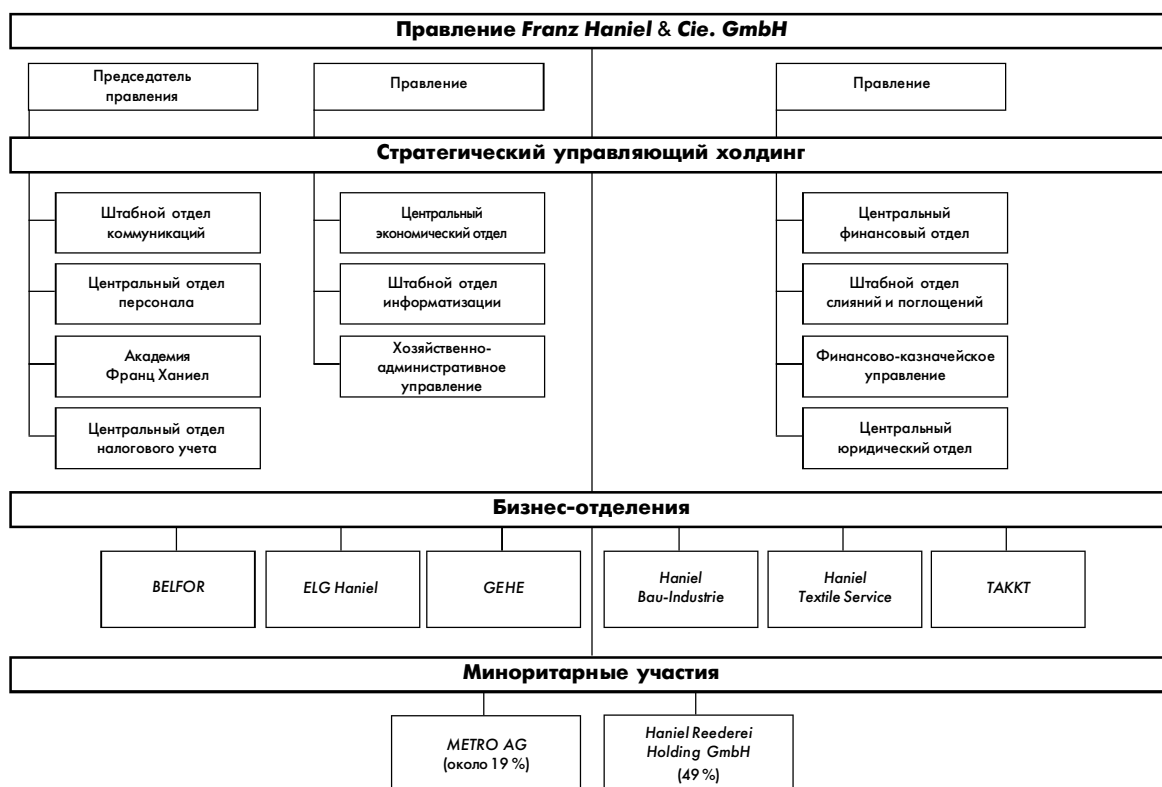 Правление Franz Haniel & Cie. GmbH
Председатель
правления
Правление
Правление
Стратегический управляющий холдинг
Штабной отдел
коммуникаций
Центральный отдел
персонала
Академия
Франц Ханиел
Центральный отдел
налогового учета
Центральный
экономический отдел
Штабной отдел
информатизации
Хозяйственно-
административное
управление
Центральный
финансовый отдел
Штабной отдел
слияний и поглощений
Финансово-казначейское
управление
Центральный
юридический отдел
Бизнес-отделения
BELFOR
ELG Haniel
GEHE
Haniel
Bau-Industrie
Haniel
Textile Service
TAKKT
Миноритарные участия
METRO AG
(около 19 %)
Haniel Reederei
Holding GmbH
(49 %)